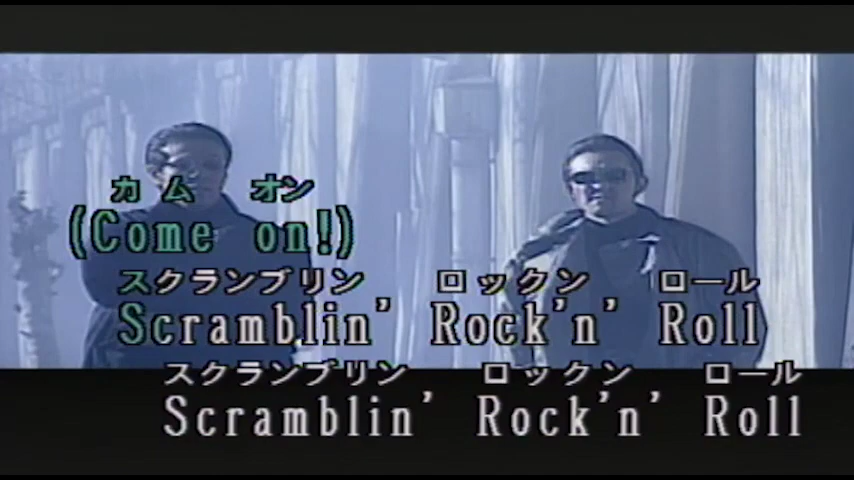 カム オン
(Come on!)
スクランブリン ロックン ロール
Scramblin' Rock'n' Roll
スクランブリン ロックン ロール
Scramblin' Rock'n' Roll